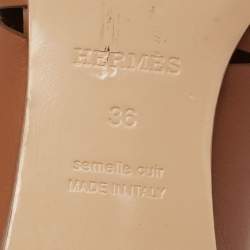 HERMÈS
36
semelle cuir
MADE IN ITALY